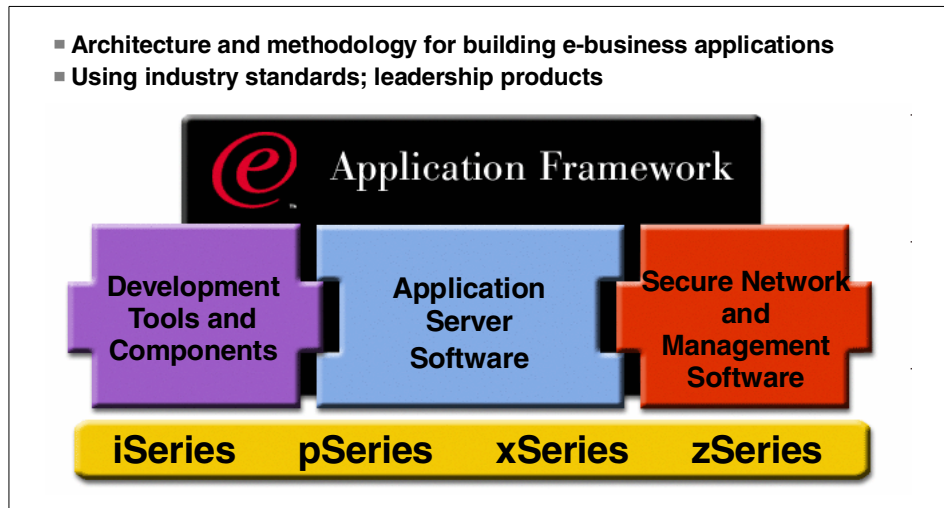 Architecture and methodology for building e-business applications
Using industry standards; leadership products
e Application Framework
TM
Development
Tools and
Components
Application
Server
Software
Secure Network
and
Management
Software
iSeries pSeries xSeries zSeries